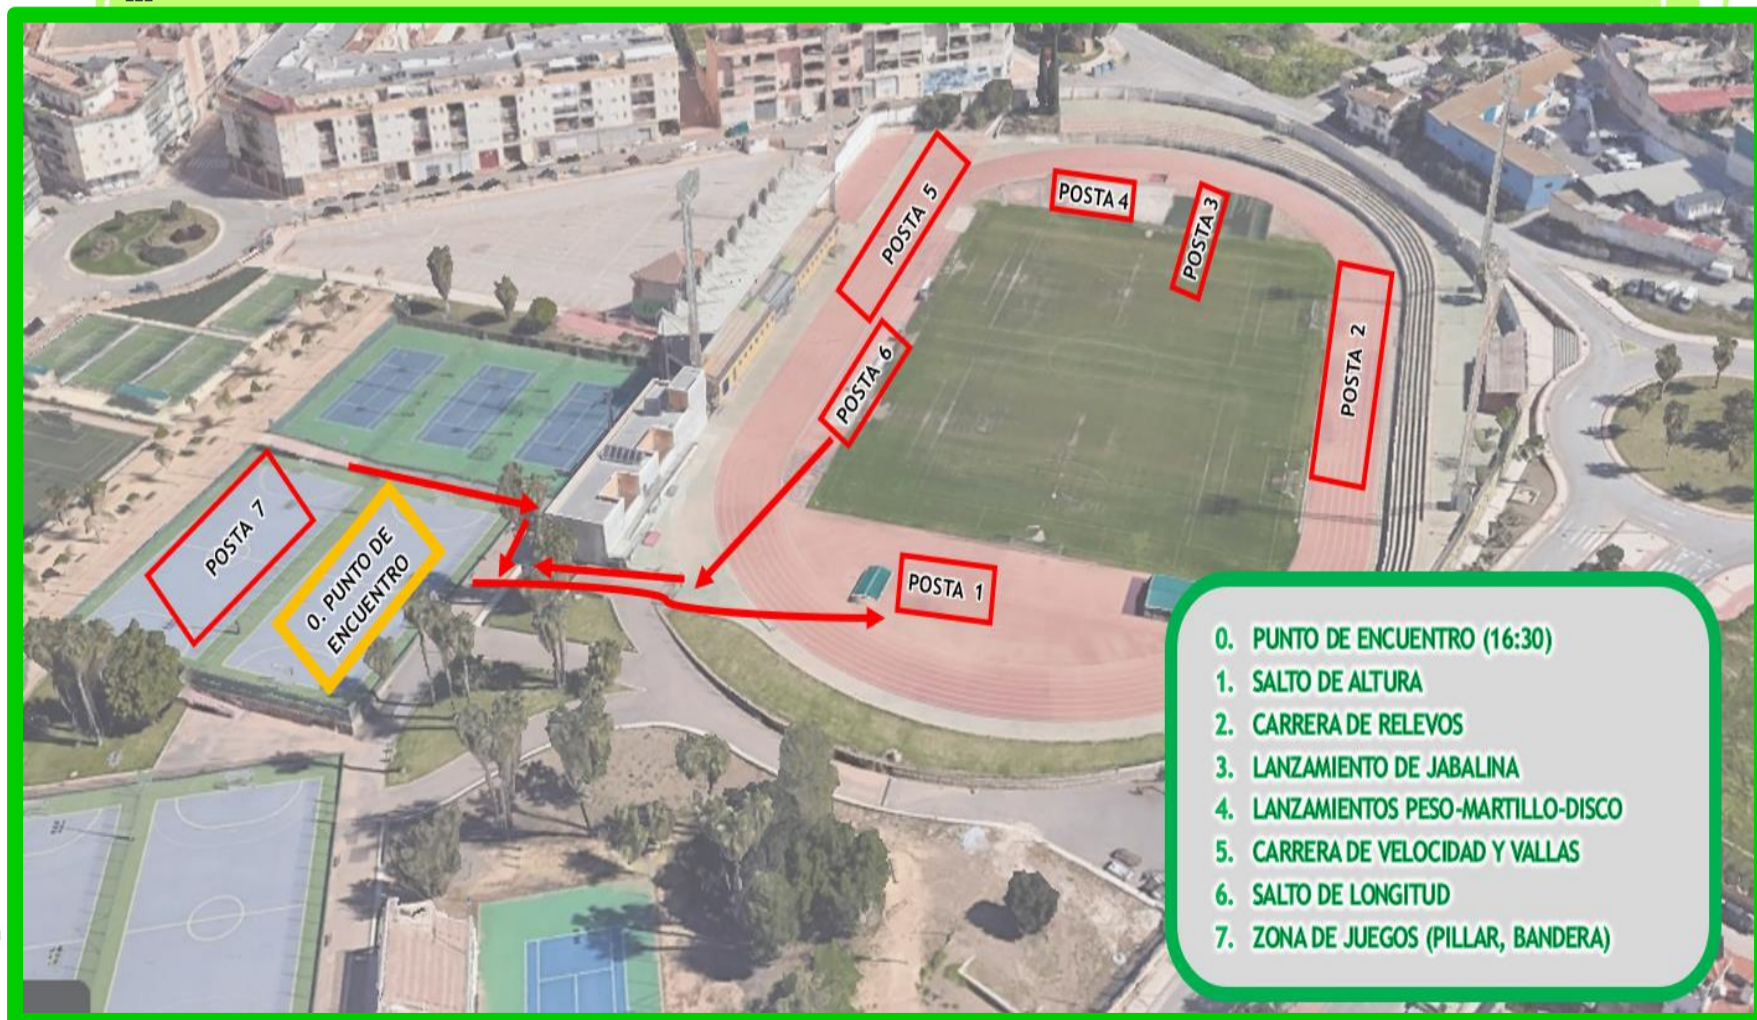 POSTA 5
POSTA 4
POSTA 3
POSTA 2
POSTA 6
POSTA 7
0. PUNTO DE
ENCUENTRO
POSTA 1
0. PUNTO DE ENCUENTRO (16:30)
1. SALTO DE ALTURA
2. CARRERA DE RELEVOS
3. LANZAMIENTO DE JABALINA
4. LANZAMIENTOS PESO-MARTILLO-DISCO
5. CARRERA DE VELOCIDAD Y VALLAS
6. SALTO DE LONGITUD
7. ZONA DE JUEGOS (PILLAR, BANDERA)